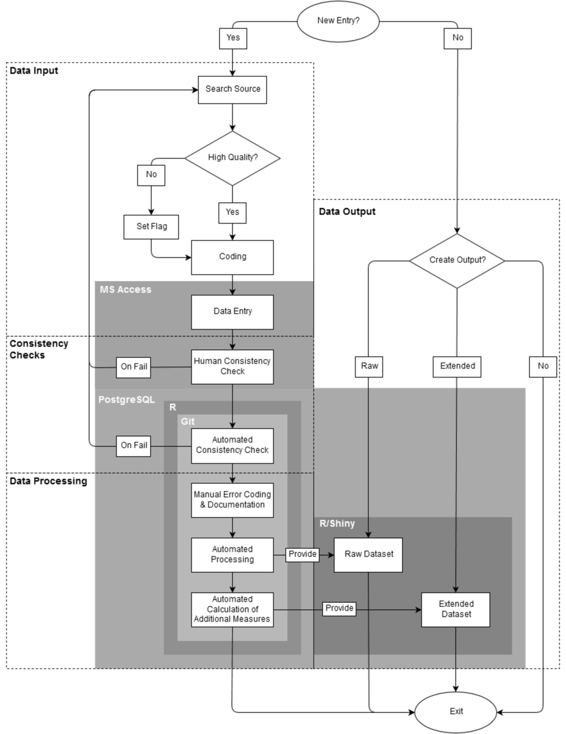 New Entry?
Yes
No
Data Input
Search Source
High Quality?
No
Yes
Set Flag
Coding
MS Access
Data Entry
Consistency
Checks
On Fail
Human Consistency
Check
PostgreSQL
R
Git
On Fail
Automated
Consistency Check
Data Processing
Manual Error Coding
& Documentation
Automated
Processing
Provide
Automated
Calculation of
Additional Measures
Provide
Data Output
Create Output?
Raw
Extended
No
R/Shiny
Raw Dataset
Extended
Dataset
Exit